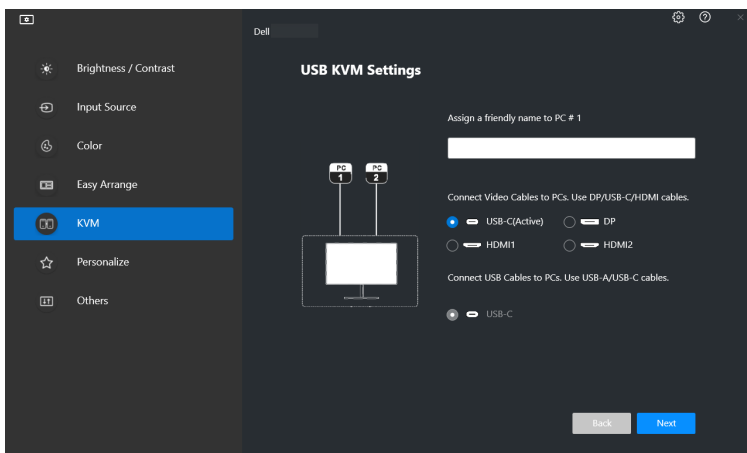 Dell
Brightness / Contrast
Input Source
Color
Easy Arrange
KVM
Personalize
Others
USB KVM Settings
PC 1
PC 2
Assign a friendly name to PC # 1
Connect Video Cables to PCs. Use DP/USB-C/HDMI cables.
USB-C(Active) DP
HDMI1 HDMI2
Connect USB Cables to PCs. Use USB-A/USB-C cables.
USB-C
Back Next